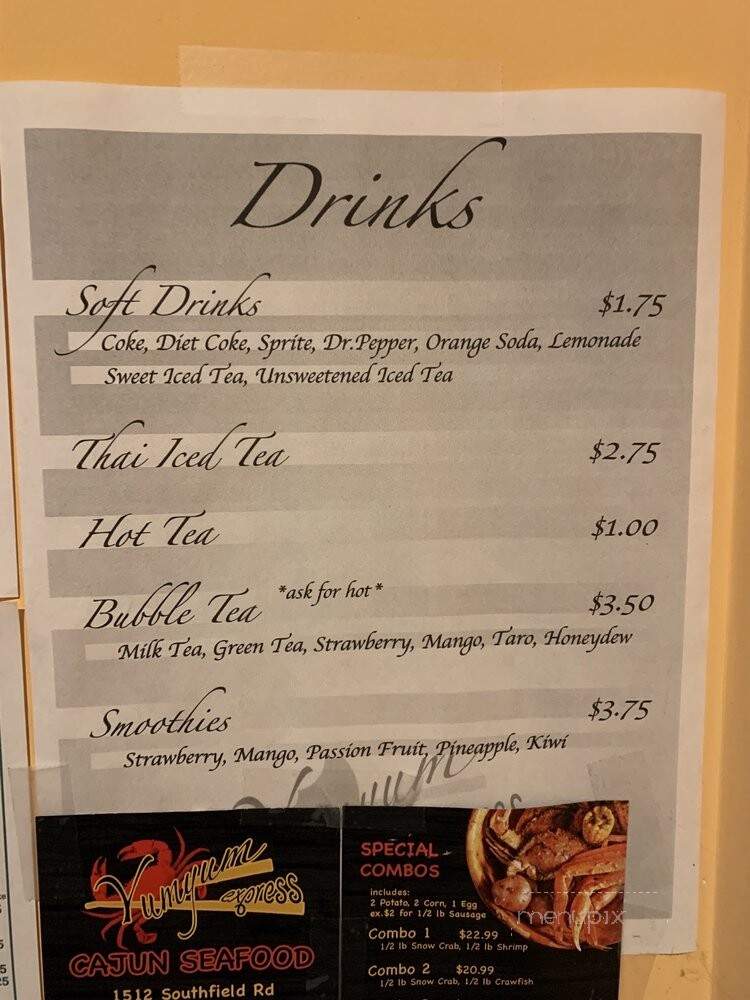 Drinks
Soft Drinks $1.75
Coke, Diet Coke, Sprite, Dr.Pepper, Orange Soda, Lemonade
Sweet Iced Tea, Unsweetened Iced Tea
Thai Iced Tea $2.75
Hot Tea $1.00
Bubble Tea *ask for hot* $3.50
Milk Tea, Green Tea, Strawberry, Mango, Taro, Honeydew
Smoothies $3.75
Strawberry, Mango, Passion Fruit, Pineapple, Kiwi
Yumyum
express
CAJUN SEAFOOD
1512 Southfield Rd
SPECIAL
COMBOS
includes:
2 Potato, 2 Corn, 1 Egg
ex.$2 for 1/2 lb Sausage
Combo 1 $22.99
1/2 lb Snow Crab, 1/2 lb Shrimp
Combo 2 $20.99
1/2 lb Snow Crab, 1/2 lb Crawfish
menupix